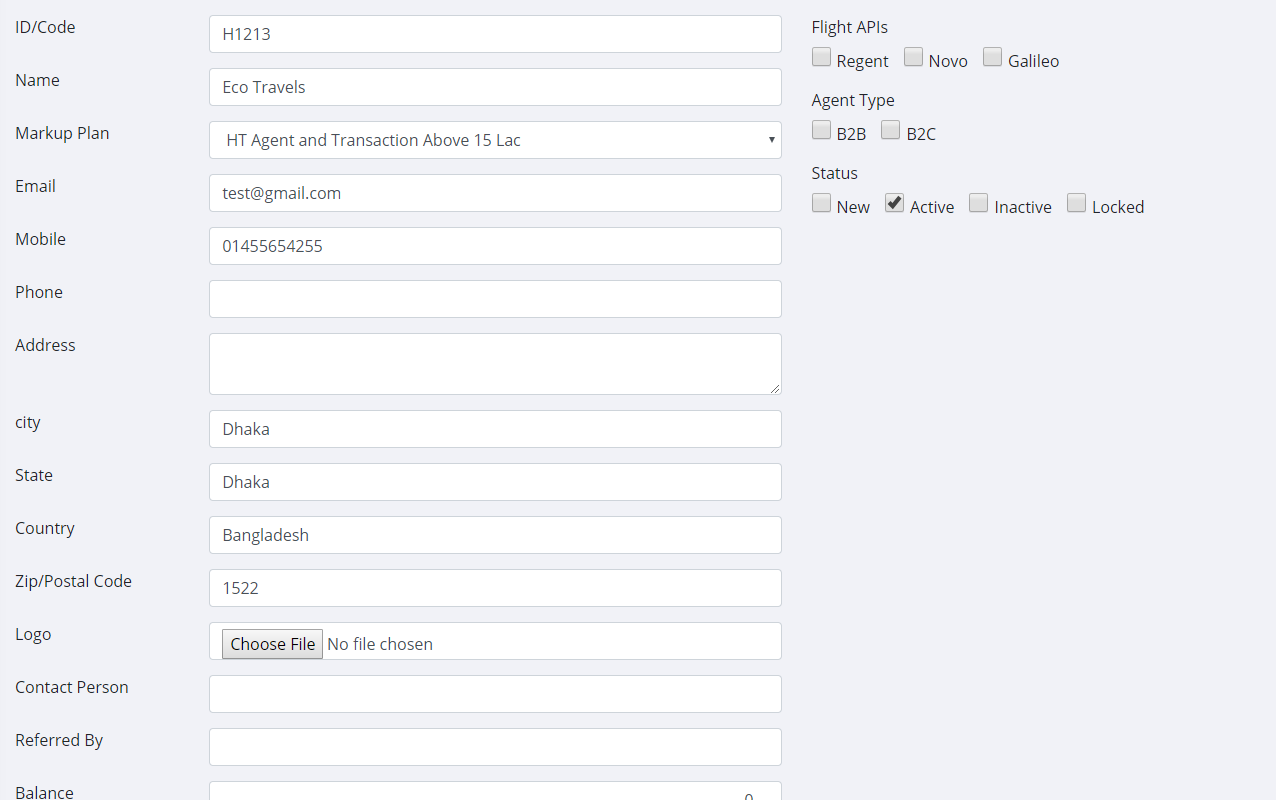 ID/Code
H1213
Name
Eco Travels
Markup Plan
HT Agent and Transaction Above 15 Lac
Email
test@gmail.com
Mobile
01455654255
Phone
Address
city
Dhaka
State
Dhaka
Country
Bangladesh
Zip/Postal Code
1522
Logo
Choose File No file chosen
Contact Person
Referred By
Balance
0
Flight APIs
Regent Novo Galileo
Agent Type
B2B B2C
Status
New Active Inactive Locked